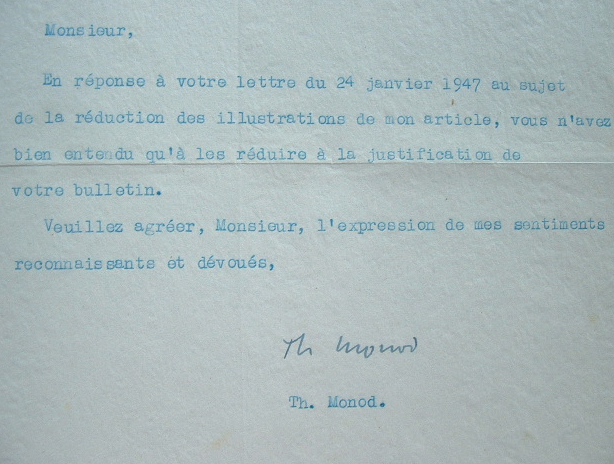 Monsieur,
En réponse à votre lettre du 24 janvier 1947 au sujet
de la réduction des illustrations de mon article, vous n'avez
bien entendu qu'à les réduire à la justification de
votre bulletin.
Veuillez agréer, Monsieur, l'expression de mes sentiments
reconnaissants et dévoués,
Th Monod
Th. Monod.